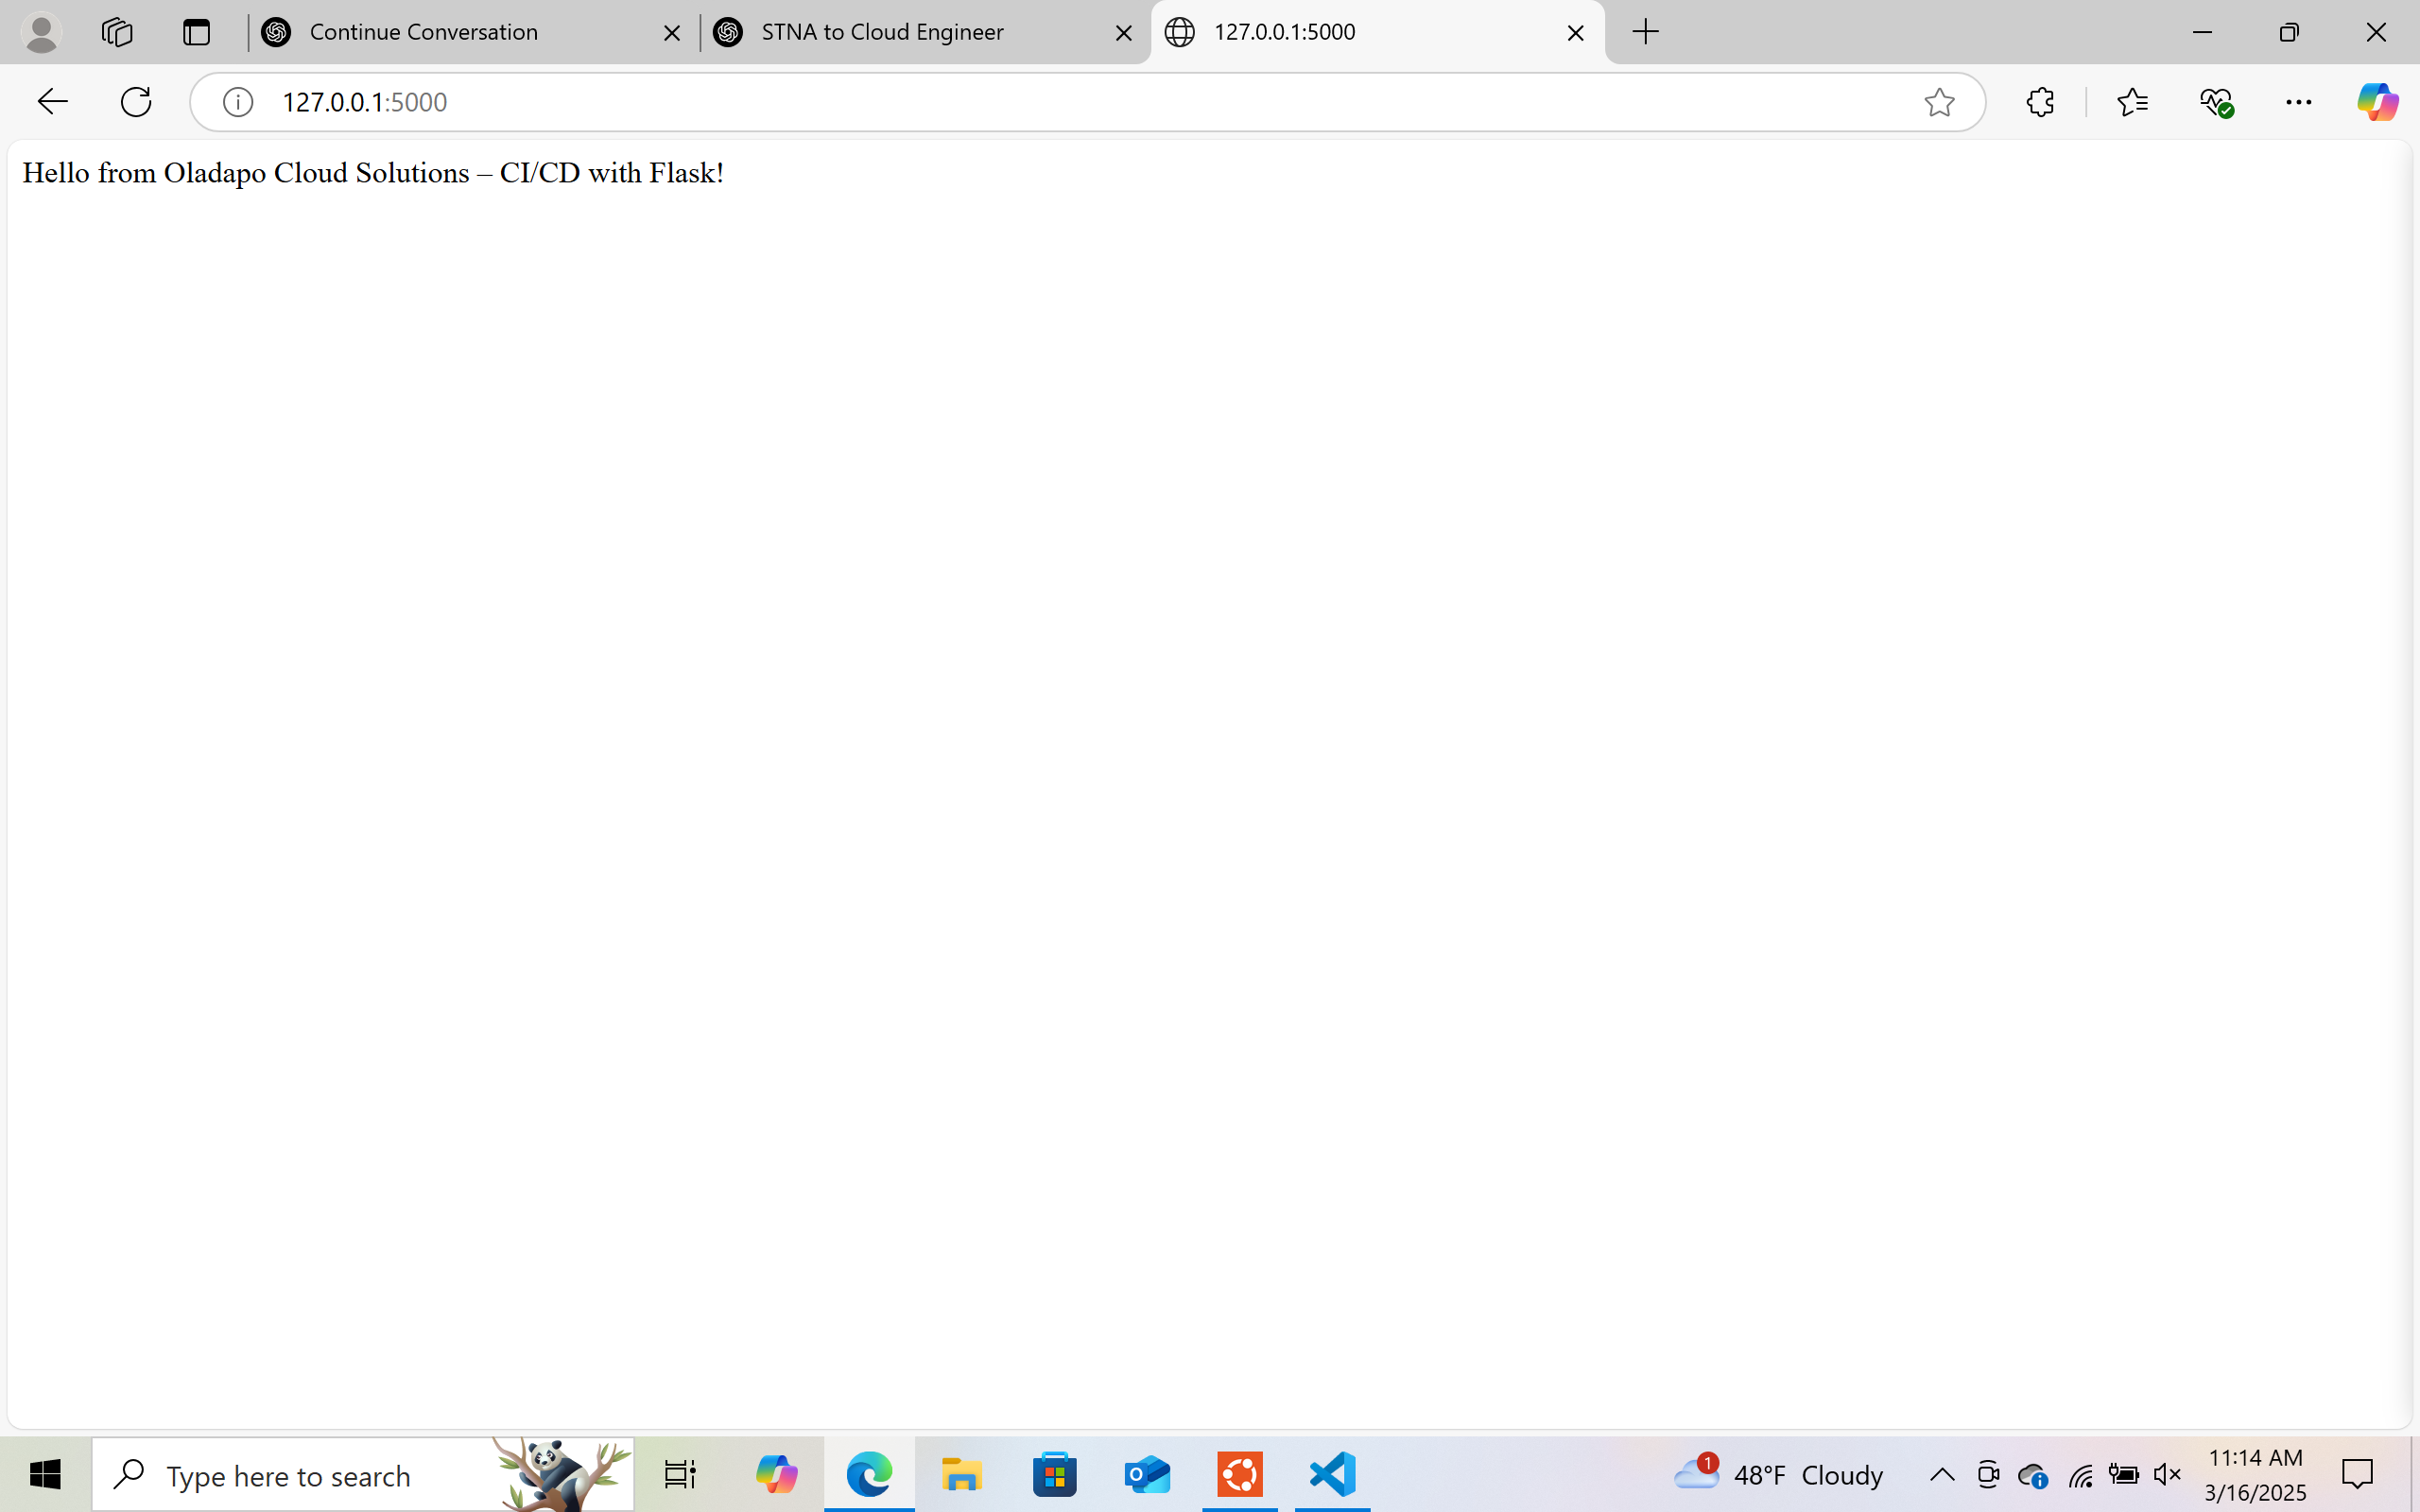 Continue Conversation
STNA to Cloud Engineer
127.0.0.1:5000
127.0.0.1:5000
Hello from Oladapo Cloud Solutions – CI/CD with Flask!
Type here to search
1
48°F Cloudy
11:14 AM
3/16/2025